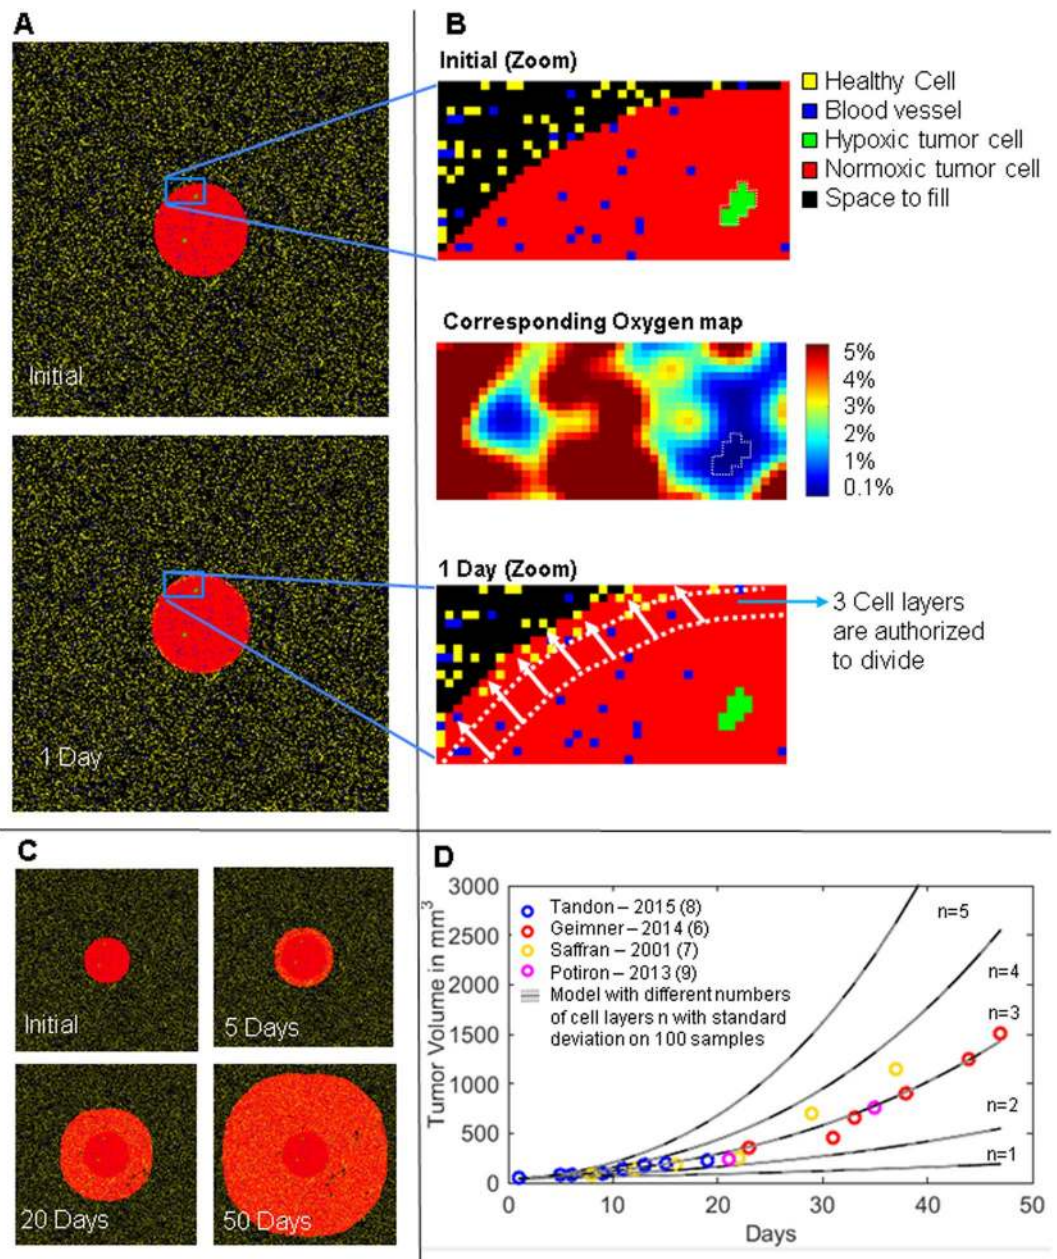 A
Initial
1 Day
B
Initial (Zoom)
Healthy Cell
Blood vessel
Hypoxic tumor cell
Normoxic tumor cell
Space to fill
Corresponding Oxygen map
5%
4%
3%
2%
1%
0.1%
1 Day (Zoom)
3 Cell layers
are authorized
to divide
C
Initial
5 Days
20 Days
50 Days
D
Tumor Volume in mm³
3000
2500
2000
1500
1000
500
0
Tandon – 2015 (8)
Geimner – 2014 (6)
Saffran – 2001 (7)
Potiron – 2013 (9)
Model with different numbers
of cell layers n with standard
deviation on 100 samples
n=5
n=4
n=3
n=2
n=1
0 10 20 30 40 50
Days